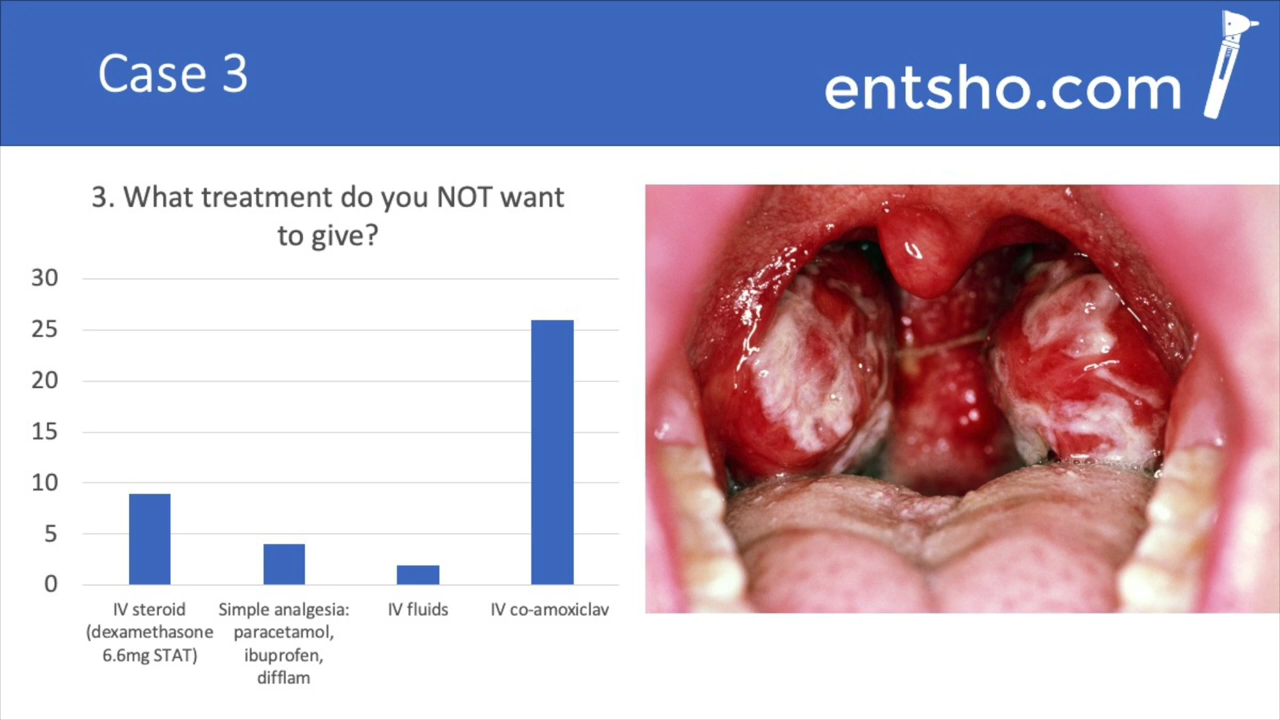 Case 3
entsho.com
3. What treatment do you NOT want
to give?
30
25
20
15
10
5
0
IV steroid
(dexamethasone
6.6mg STAT)
Simple analgesia:
paracetamol,
ibuprofen,
difflam
IV fluids
IV co-amoxiclav